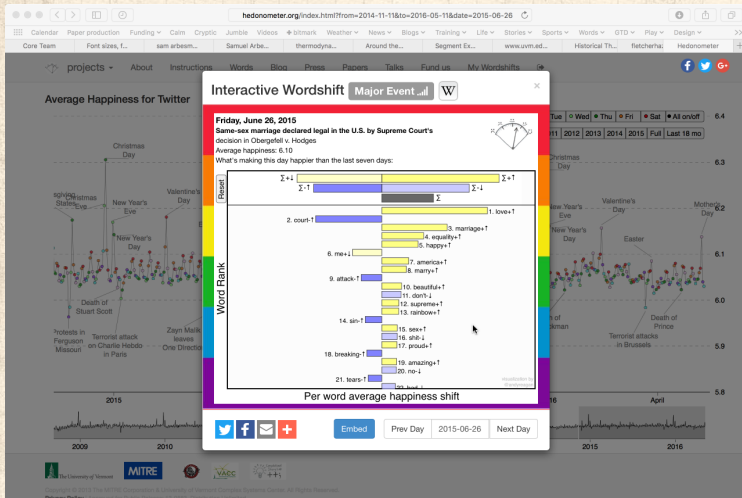 hedonometer.org/index.html?from=2014-11-11&to=2016-05-11&date=2015-06-26
Calendar Paper production Funding Calm Cryptic Jumble Videos +bitmark Weather News Blogs Training Life Stories Sports Words GTD Play Design
Core Team Font sizes, f... sam arbesm... Samuel Arbe... thermodyna... Around the... Segment Ex... www.uvm.ed... Historical Th... fletcherha: Hedonometer
projects About Instructions Words Blog Press Papers Talks Fund us My Wordshifts
Average Happiness for Twitter
Interactive Wordshift Major Event W ×
Friday, June 26, 2015
Same-sex marriage declared legal in the U.S. by Supreme Court's
decision in Obergefell v. Hodges
Average happiness: 6.10
What's making this day happier than the last seven days:
Reset
Σ+↓ Σ+↑
Σ-↑ Σ-↓
Σ
Word Rank
1. love+↑
2. court-↑
3. marriage+↑
4. equality+↑
5. happy+↑
6. me+↓
7. america+↑
8. marry+↑
9. attack-↑
10. beautiful+↑
11. don't-↓
12. supreme+↑
13. rainbow+↑
14. sin-↑
15. sex+↑
16. shit-↓
17. proud+↑
18. breaking-↑
19. amazing+↑
20. no-↓
21. tears-↑
22. bad-↓
Per word average happiness shift
Embed Prev Day 2015-06-26 Next Day
Tue Wed Thu Fri Sat All on/off
2012 2013 2014 2015 Full Last 18 mo
6.4
6.3
6.2
6.1
6.0
5.9
5.8
Christmas
Day
Christmas
New Year's
Eve
Valentine's
New Year's
Day
Death of
Stuart Scott
Protests in
Ferguson
Missouri
Terrorist attack
on Charlie Hebdo
in Paris
Zayn Malik
leaves
One Direction
Christmas
Day
Valentine's
Day
Mother's
Day
Easter
Death of
Prince
Terrorist attacks
in Brussels
2015
April
2009 2010 2015 2016
The University of Vermont MITRE VACC